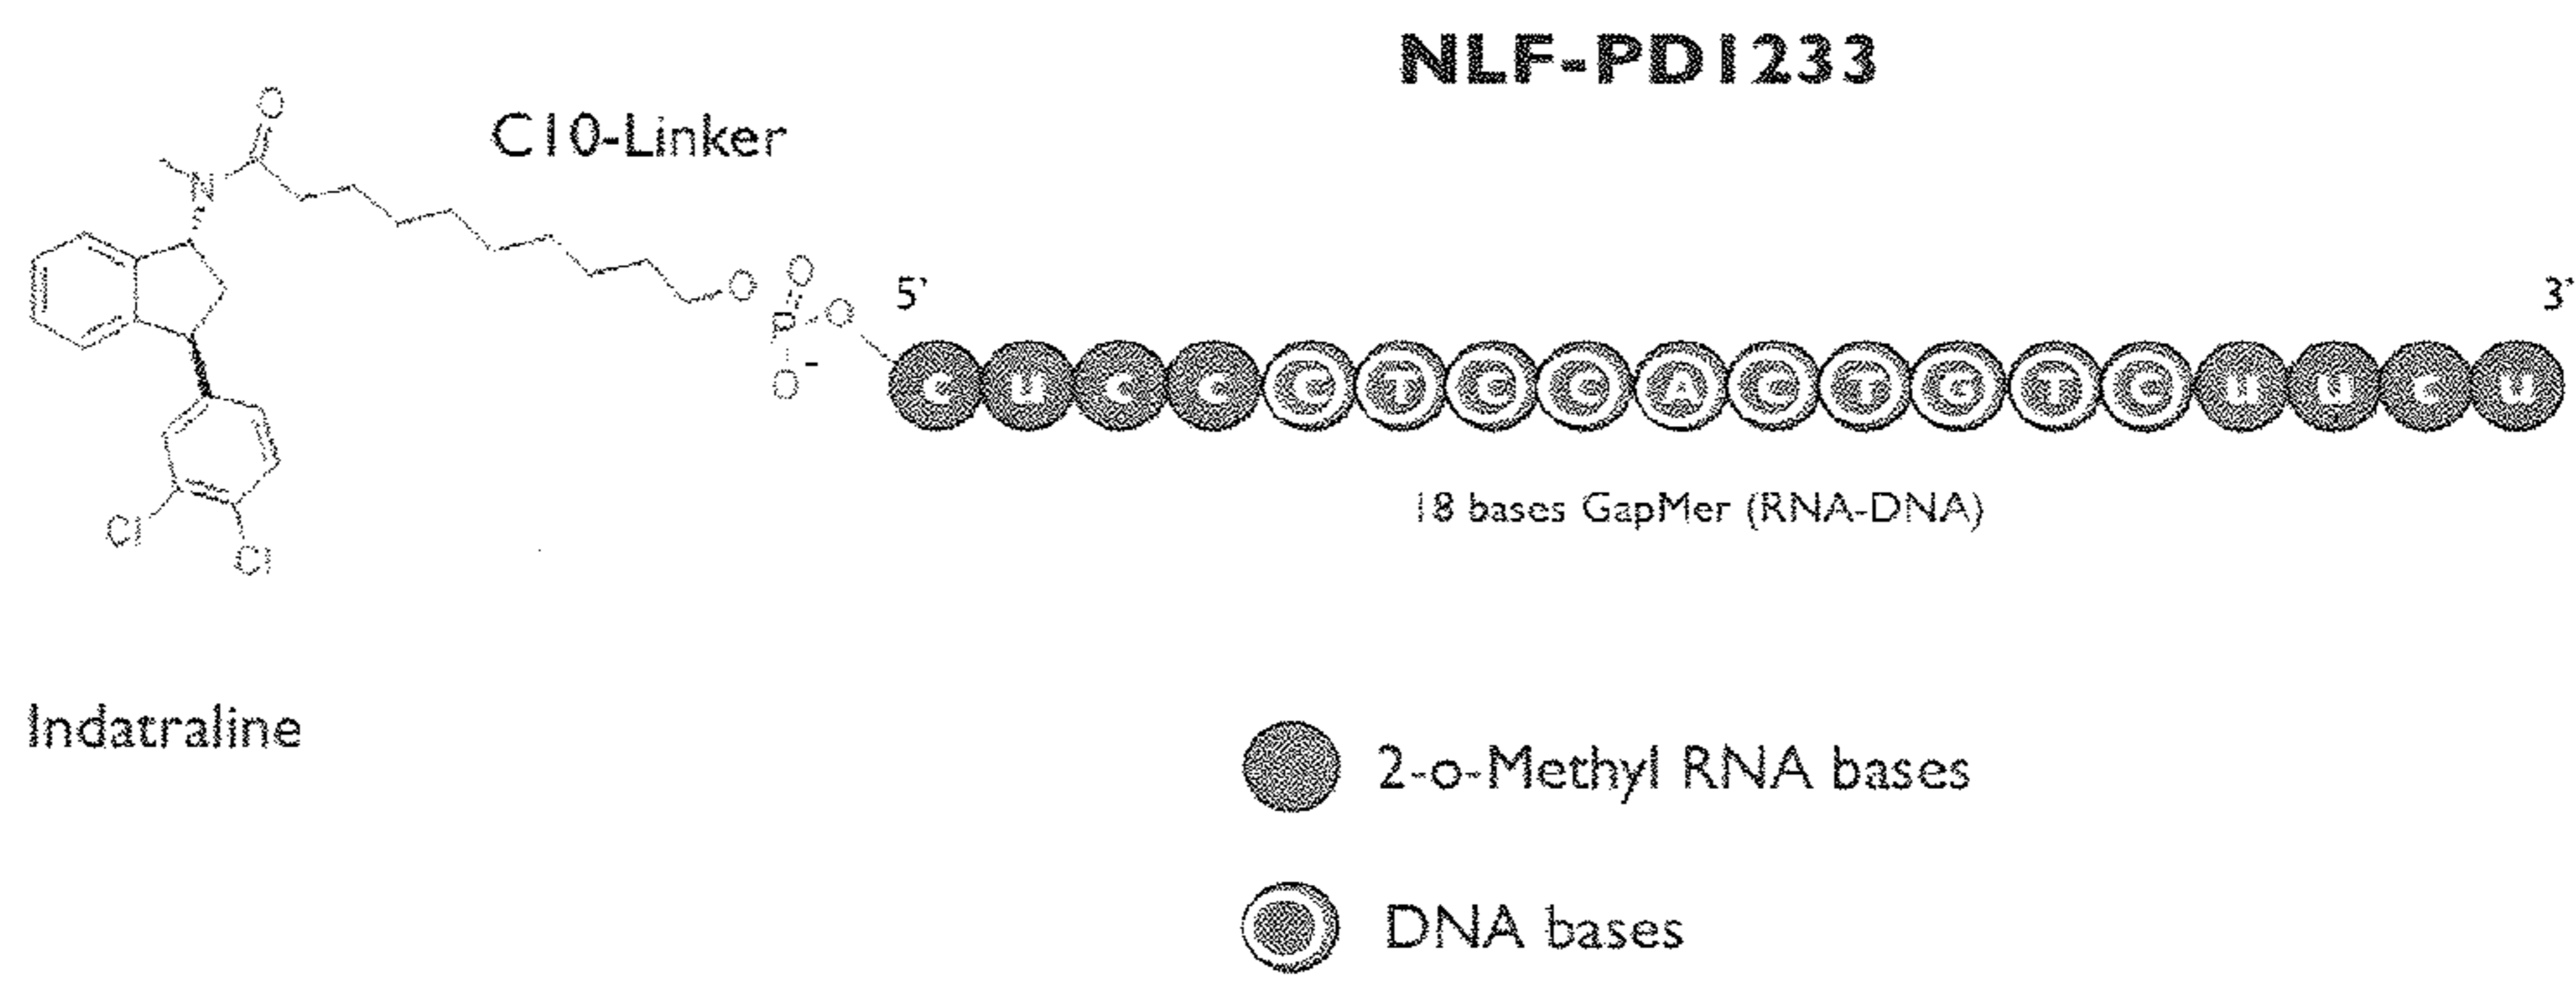 NLF-PD1233
O
C10-Linker
N
O
O
P
O
O-
5'
3'
c u c c C T C C A C T G T C u u c u
18 bases GapMer (RNA-DNA)
Cl
Cl
Indatraline
2-o-Methyl RNA bases
DNA bases